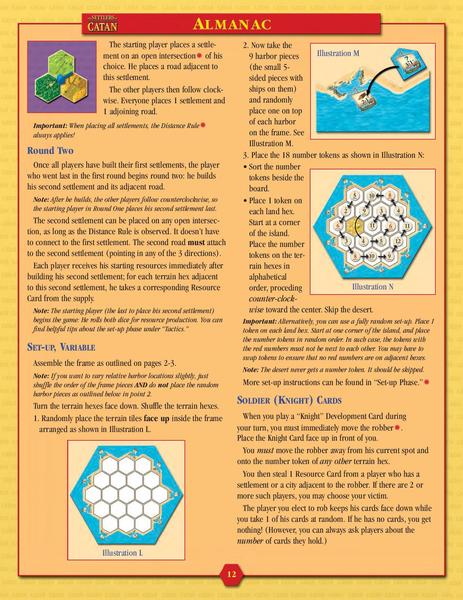 THE SETTLERS OF
CATAN
ALMANAC
The starting player places a settle-
ment on an open intersection* of his
choice. He places a road adjacent to
this settlement.
The other players then follow clock-
wise. Everyone places 1 settlement and
1 adjoining road.
Important: When placing all settlements, the Distance Rule*
always applies!
Round Two
Once all players have built their first settlements, the player
who went last in the first round begins round two: he builds
his second settlement and its adjacent road.
Note: After he builds, the other players follow counterclockwise, so
the starting player in Round One places his second settlement last.
The second settlement can be placed on any open intersec-
tion, as long as the Distance Rule is observed. It doesn't have
to connect to the first settlement. The second road must attach
to the second settlement (pointing in any of the 3 directions).
Each player receives his starting resources immediately after
building his second settlement; for each terrain hex adjacent
to this second settlement, he takes a corresponding Resource
Card from the supply.
Note: The starting player (the last to place his second settlement)
begins the game: He rolls both dice for resource production. You can
find helpful tips about the set-up phase under "Tactics."
SET-UP, VARIABLE
Assemble the frame as outlined on pages 2-3.
Note: If you want to vary relative harbor locations slightly, just
shuffle the order of the frame pieces AND do not place the random
harbor pieces as outlined below in point 2.
Turn the terrain hexes face down. Shuffle the terrain hexes.
1. Randomly place the terrain tiles face up inside the frame
arranged as shown in Illustration L.
Illustration L
2. Now take the
9 harbor pieces
(the small 5-
sided pieces with
ships on them)
and randomly
place one on top
of each harbor
on the frame. See
Illustration M.
Illustration M
3. Place the 18 number tokens as shown in Illustration N:
• Sort the number
tokens beside the
board.
• Place 1 token on
each land hex.
Start at a corner
of the island.
Place the number
tokens on the ter-
rain hexes in
alphabetical
order, proceding
counter-clock-
wise toward the center. Skip the desert.
Illustration N
Important: Alternatively, you can use a fully random set-up. Place 1
token on each land hex. Start at one corner of the island, and place
the number tokens in random order. In such case, the tokens with
the red numbers must not be next to each other. You may have to
swap tokens to ensure that no red numbers are on adjacent hexes.
Note: The desert never gets a number token. It should be skipped.
More set-up instructions can be found in "Set-up Phase."*
SOLDIER (KNIGHT) CARDS
When you play a "Knight" Development Card during
your turn, you must immediately move the robber*.
Place the Knight Card face up in front of you.
You must move the robber away from his current spot and
onto the number token of any other terrain hex.
You then steal 1 Resource Card from a player who has a
settlement or a city adjacent to the robber. If there are 2 or
more such players, you may choose your victim.
The player you elect to rob keeps his cards face down while
you take 1 of his cards at random. If he has no cards, you get
nothing! (However, you can always ask players about the
number of cards they hold.)
12